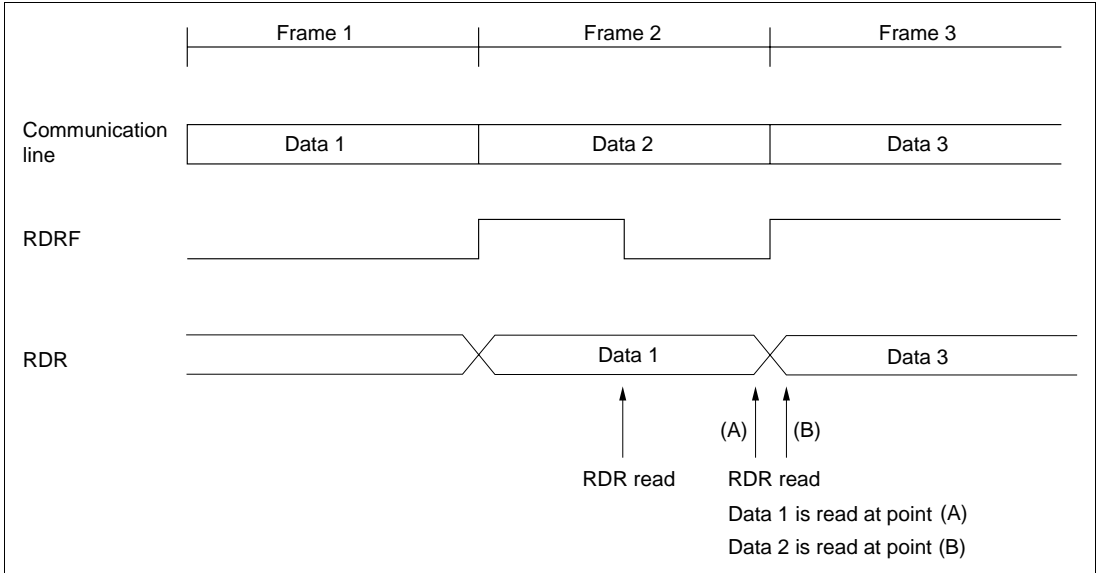 Frame 1 Frame 2 Frame 3
Communication
line
Data 1 Data 2 Data 3
RDRF
RDR
Data 1 Data 3
(A) (B)
RDR read RDR read
Data 1 is read at point (A)
Data 2 is read at point (B)